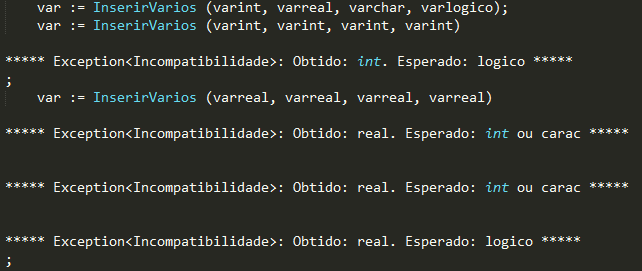 var := InserirVarios (varint, varreal, varchar, varlogico);
var := InserirVarios (varint, varint, varint, varint)
***** Exception<Incompatibilidade>: Obtido: int. Esperado: logico *****
;
var := InserirVarios (varreal, varreal, varreal, varreal)
***** Exception<Incompatibilidade>: Obtido: real. Esperado: int ou carac *****
***** Exception<Incompatibilidade>: Obtido: real. Esperado: int ou carac *****
***** Exception<Incompatibilidade>: Obtido: real. Esperado: logico *****
;